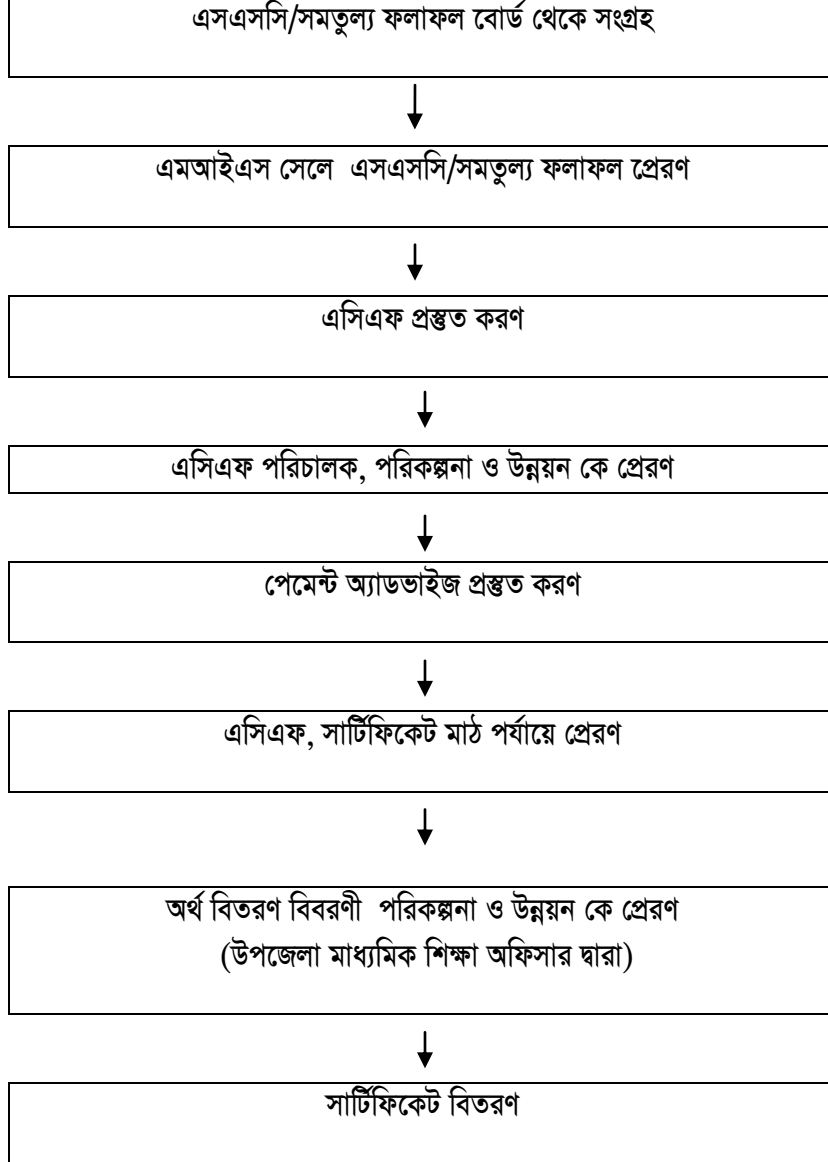 এসএসসি/সমতুল্য ফলাফল বোর্ড থেকে সংগ্রহ
এমআইএস সেলে এসএসসি/সমতুল্য ফলাফল প্রেরণ
এসিএফ প্রস্তুত করণ
এসিএফ পরিচালক, পরিকল্পনা ও উন্নয়ন কে প্রেরণ
পেমেন্ট অ্যাডভাইজ প্রস্তুত করণ
এসিএফ, সার্টিফিকেট মাঠ পর্যায়ে প্রেরণ
অর্থ বিতরণ বিবরণী পরিকল্পনা ও উন্নয়ন কে প্রেরণ
(উপজেলা মাধ্যমিক শিক্ষা অফিসার দ্বারা)
সার্টিফিকেট বিতরণ